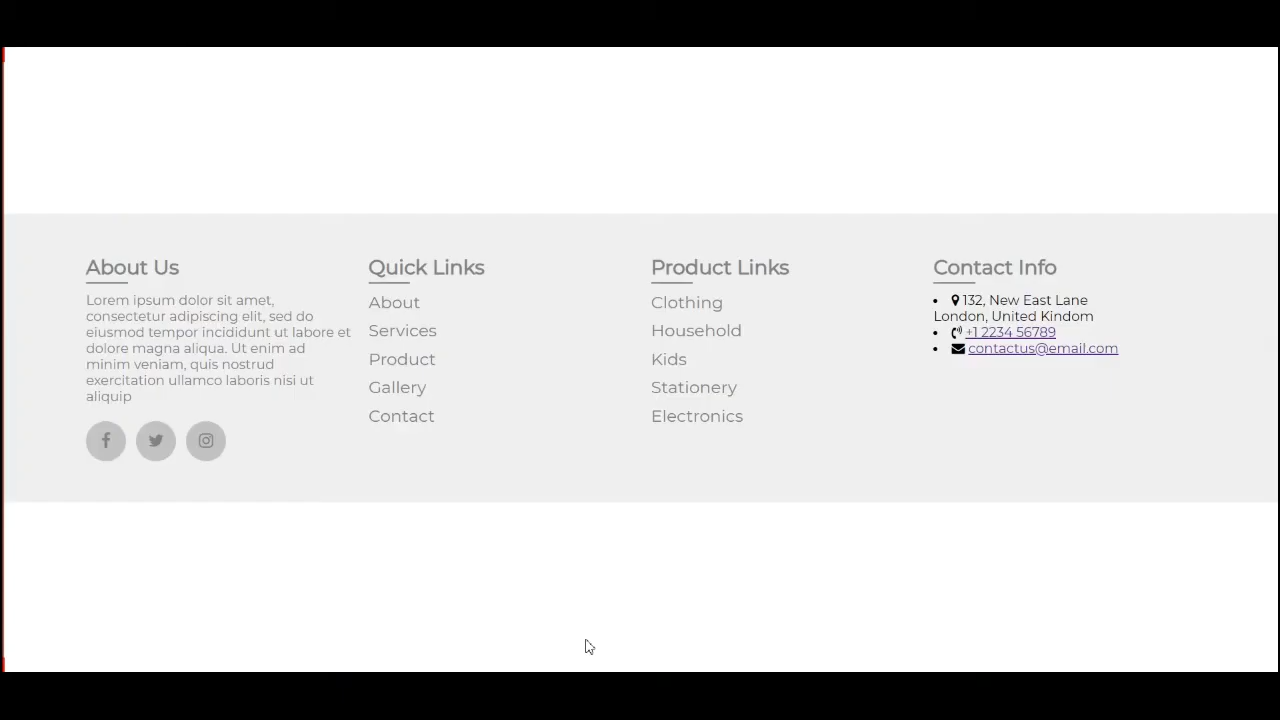 About Us
Lorem ipsum dolor sit amet,
consectetur adipiscing elit, sed do
eiusmod tempor incididunt ut labore et
dolore magna aliqua. Ut enim ad
minim veniam, quis nostrud
exercitation ullamco laboris nisi ut
aliquip
Quick Links
About
Services
Product
Gallery
Contact
Product Links
Clothing
Household
Kids
Stationery
Electronics
Contact Info
132, New East Lane
London, United Kindom
+1 2234 56789
contactus@email.com